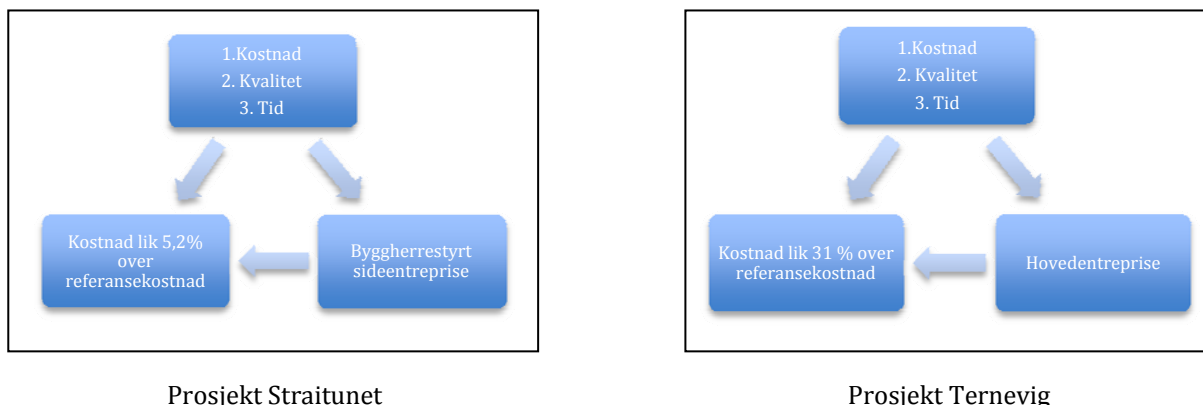 1.Kostnad
2. Kvalitet
3. Tid
Kostnad lik 5,2%
over
referansekostnad
Byggherrestyrt
sideentreprise
Prosjekt Straitunet
1.Kostnad
2. Kvalitet
3. Tid
Kostnad lik 31 % over
referansekostnad
Hovedentreprise
Prosjekt Ternevig